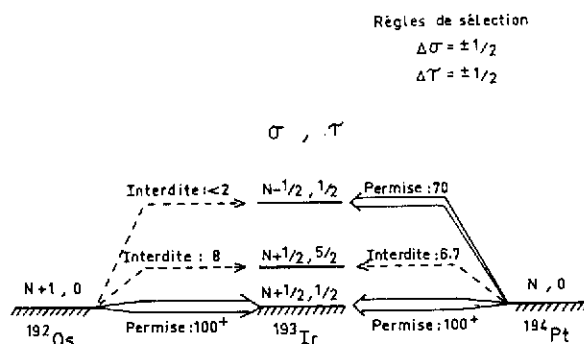 Règles de sélection
Δσ = ±1/2
Δτ = ±1/2
σ , τ
Interdite : <2 N-1/2, 1/2 Permise : 70
Interdite : 8 N+1/2, 5/2 Interdite : 6.7
N+1, 0 N+1/2, 1/2 N, 0
192Os Permise : 100+ 193Ir Permise : 100+ 194Pt